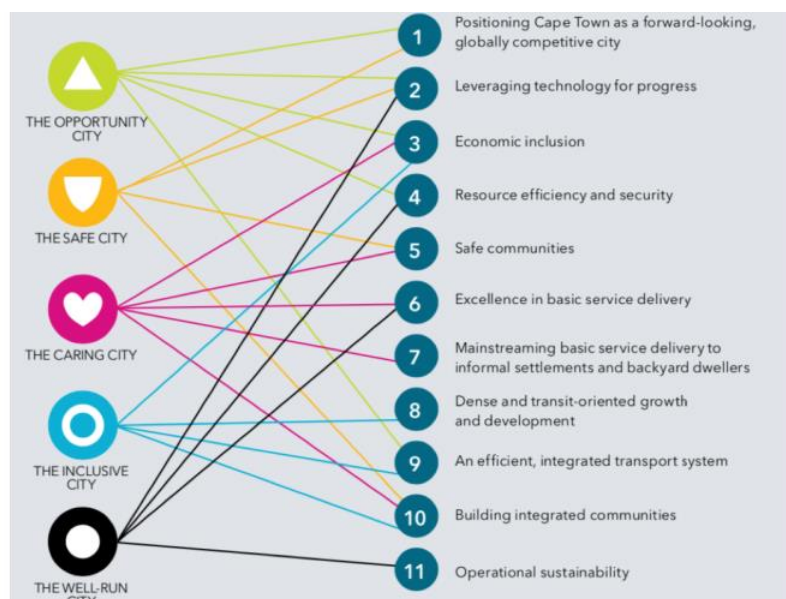 1
Positioning Cape Town as a forward-looking,
globally competitive city
2
Leveraging technology for progress
THE OPPORTUNITY
CITY
3
Economic inclusion
4
Resource efficiency and security
THE SAFE CITY
5
Safe communities
6
Excellence in basic service delivery
THE CARING CITY
7
Mainstreaming basic service delivery to
informal settlements and backyard dwellers
8
Dense and transit-oriented growth
and development
9
An efficient, integrated transport system
THE INCLUSIVE
CITY
10
Building integrated communities
11
Operational sustainability
THE WELL-RUN
CITY